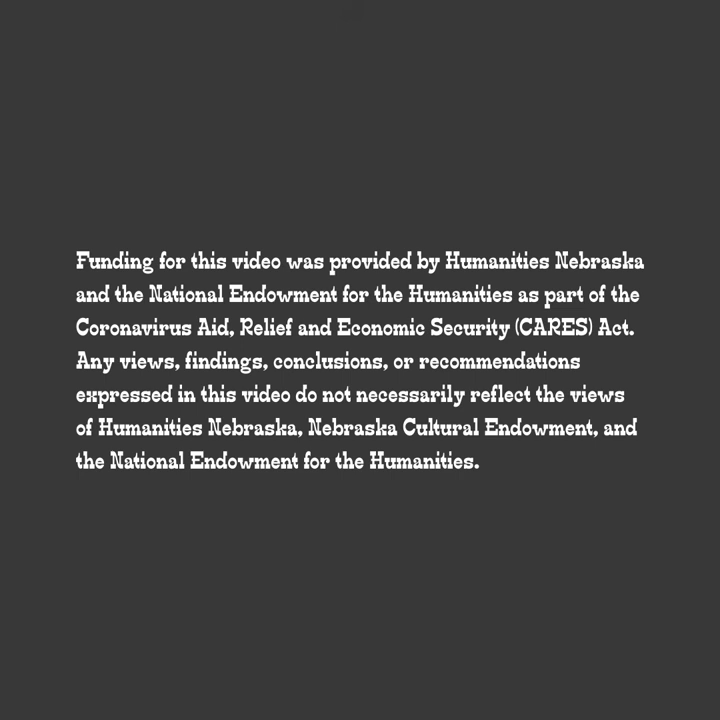 Funding for this video was provided by Humanities Nebraska
and the National Endowment for the Humanities as part of the
Coronavirus Aid, Relief and Economic Security (CARES) Act.
Any views, findings, conclusions, or recommendations
expressed in this video do not necessarily reflect the views
of Humanities Nebraska, Nebraska Cultural Endowment, and
the National Endowment for the Humanities.